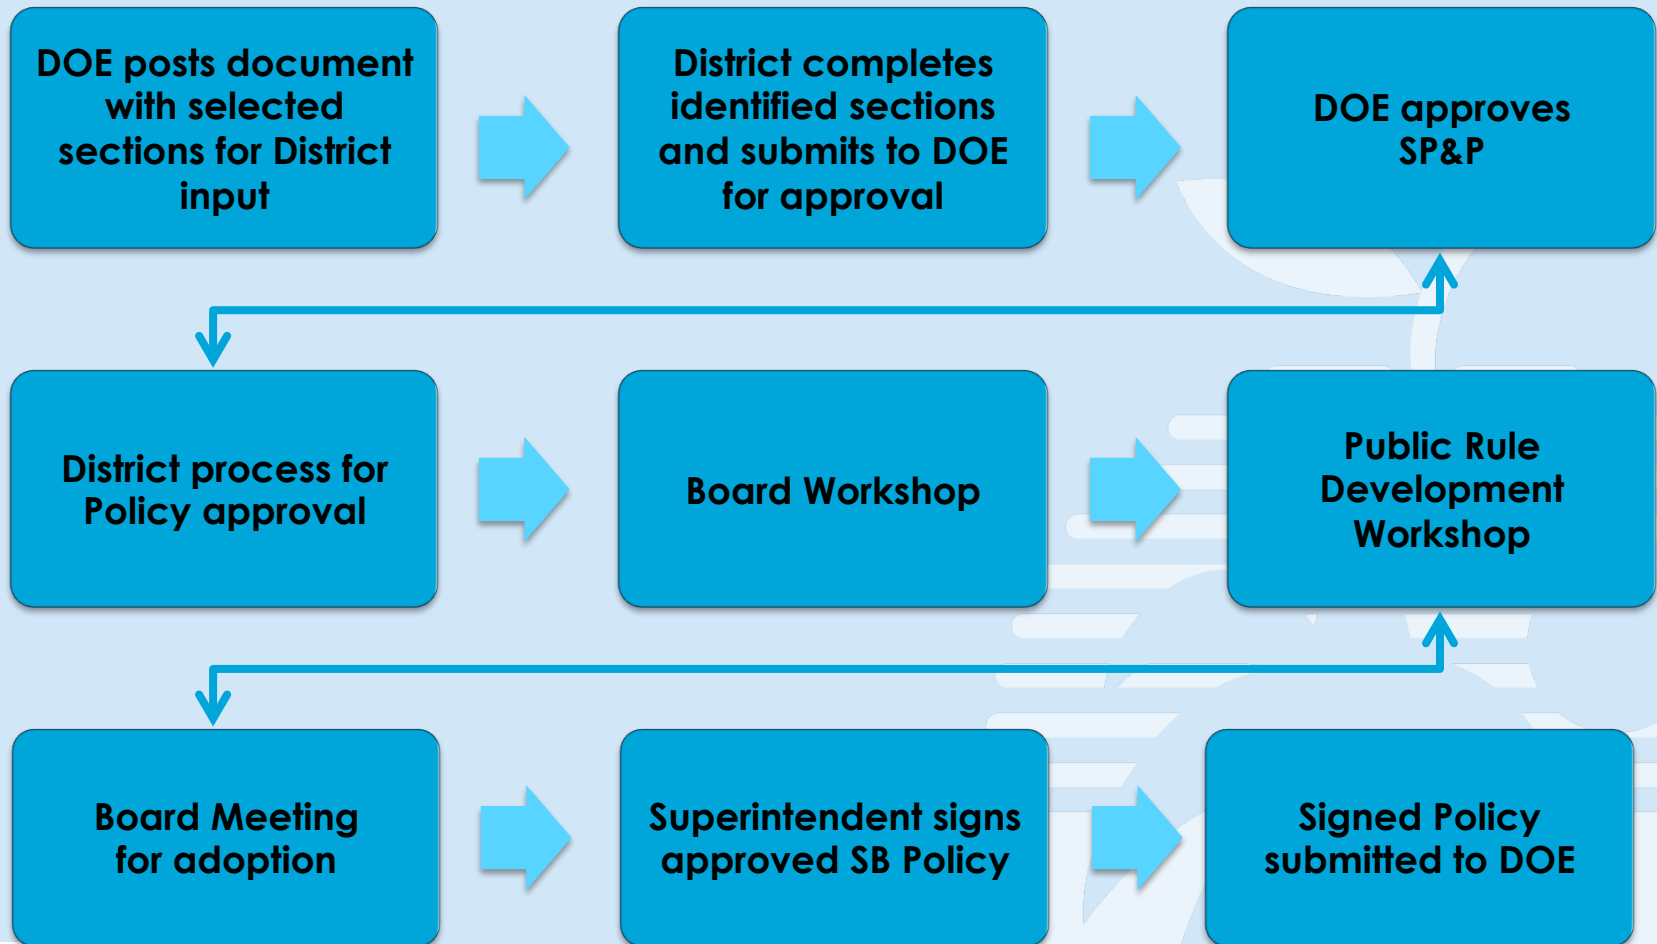 DOE posts document
with selected
sections for District
input
District completes
identified sections
and submits to DOE
for approval
DOE approves
SP&P
District process for
Policy approval
Board Workshop
Public Rule
Development
Workshop
Board Meeting
for adoption
Superintendent signs
approved SB Policy
Signed Policy
submitted to DOE